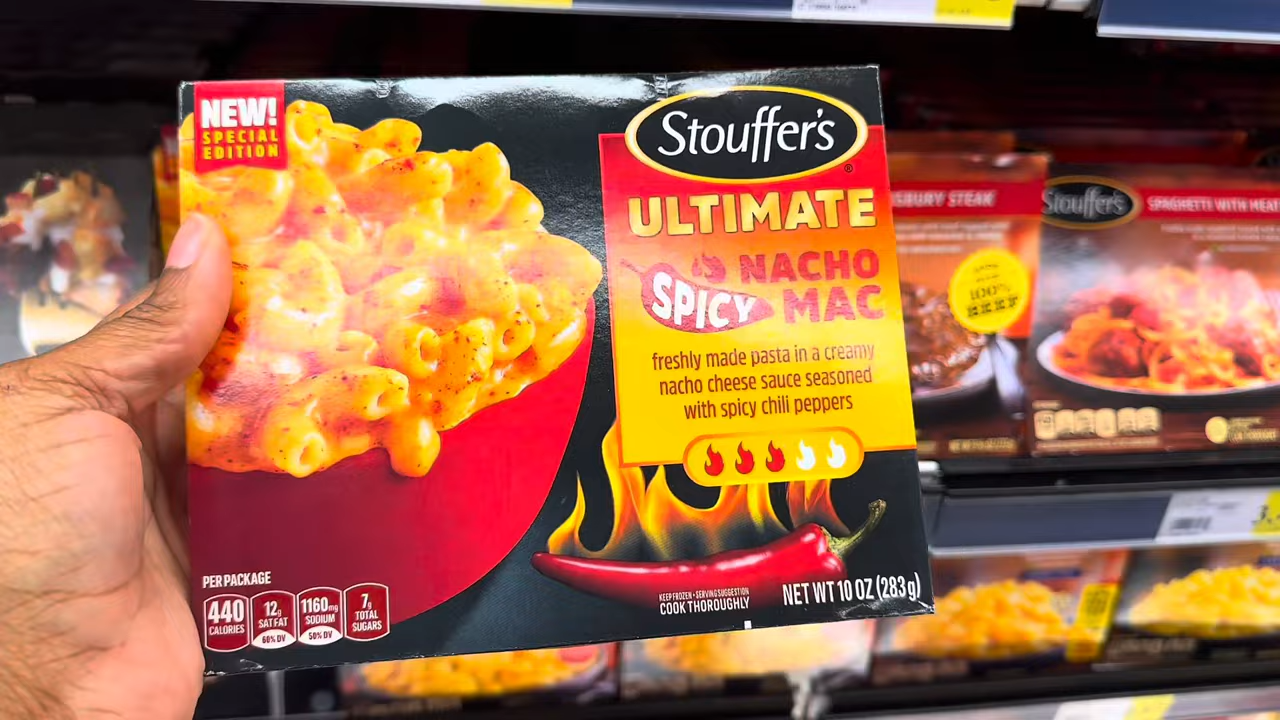 NEW!
SPECIAL
EDITION
Stouffer's
®
ULTIMATE
SPICY
NACHO
MAC
freshly made pasta in a creamy
nacho cheese sauce seasoned
with spicy chili peppers
PER PACKAGE
440
CALORIES
12g
SAT FAT
60% DV
1160mg
SODIUM
50% DV
7g
TOTAL
SUGARS
KEEP FROZEN • SERVING SUGGESTION
COOK THOROUGHLY
NET WT 10 OZ (283g)
SBURY STEAK
Stouffer's
SPAGHETTI WITH MEAT
100%
3.